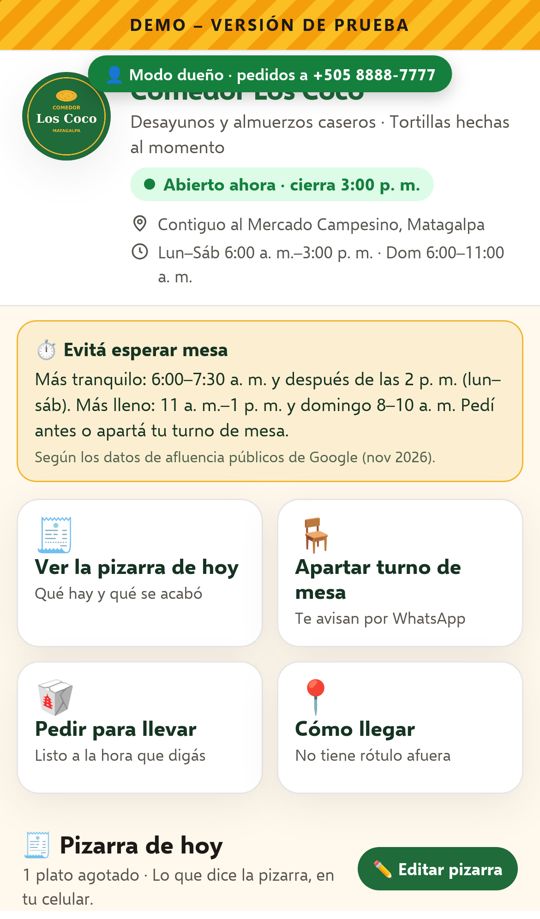 DEMO – VERSIÓN DE PRUEBA
Modo dueño · pedidos a +505 8888-7777
Comedor Los Coco
COMEDOR
Los Coco
MATAGALPA
Desayunos y almuerzos caseros · Tortillas hechas
al momento
Abierto ahora · cierra 3:00 p. m.
Contiguo al Mercado Campesino, Matagalpa
Lun–Sáb 6:00 a. m.–3:00 p. m. · Dom 6:00–11:00
a. m.
Evitá esperar mesa
Más tranquilo: 6:00–7:30 a. m. y después de las 2 p. m. (lun–
sáb). Más lleno: 11 a. m.–1 p. m. y domingo 8–10 a. m. Pedí
antes o apartá tu turno de mesa.
Según los datos de afluencia públicos de Google (nov 2026).
Ver la pizarra de hoy
Qué hay y qué se acabó
Apartar turno de
mesa
Te avisan por WhatsApp
Pedir para llevar
Listo a la hora que digás
Cómo llegar
No tiene rótulo afuera
Pizarra de hoy
1 plato agotado · Lo que dice la pizarra, en
tu celular.
Editar pizarra